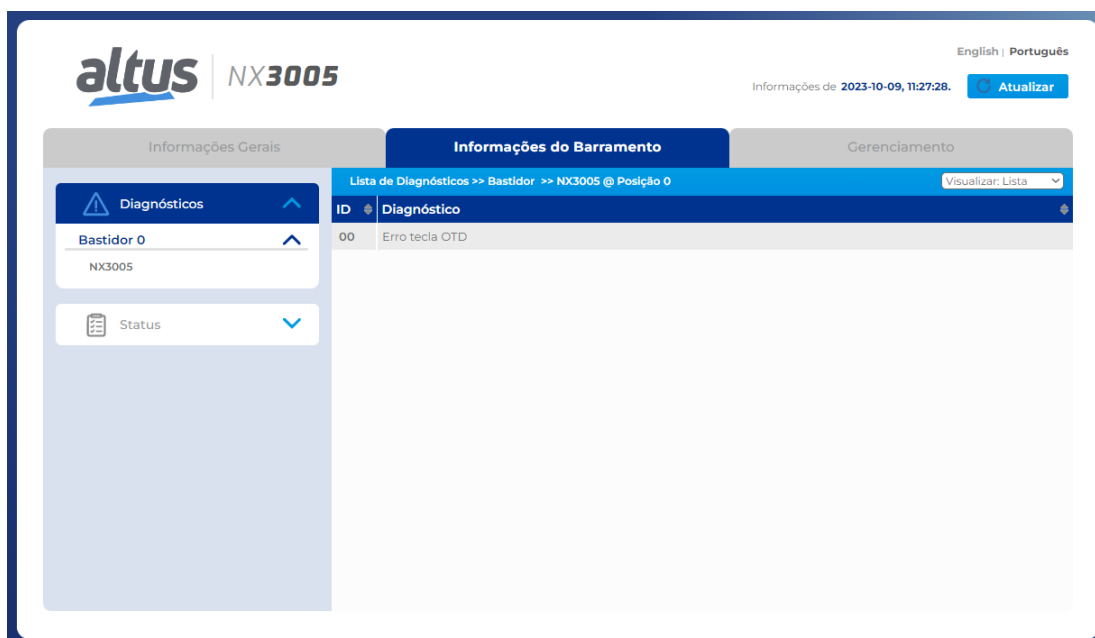 English | Português
altus NX3005
Informações de 2023-10-09, 11:27:28. Atualizar
Informações Gerais Informações do Barramento Gerenciamento
Lista de Diagnósticos >> Bastidor >> NX3005 @ Posição 0 Visualizar: Lista
Diagnósticos
ID Diagnóstico
Bastidor 0
00 Erro tecla OTD
NX3005
Status